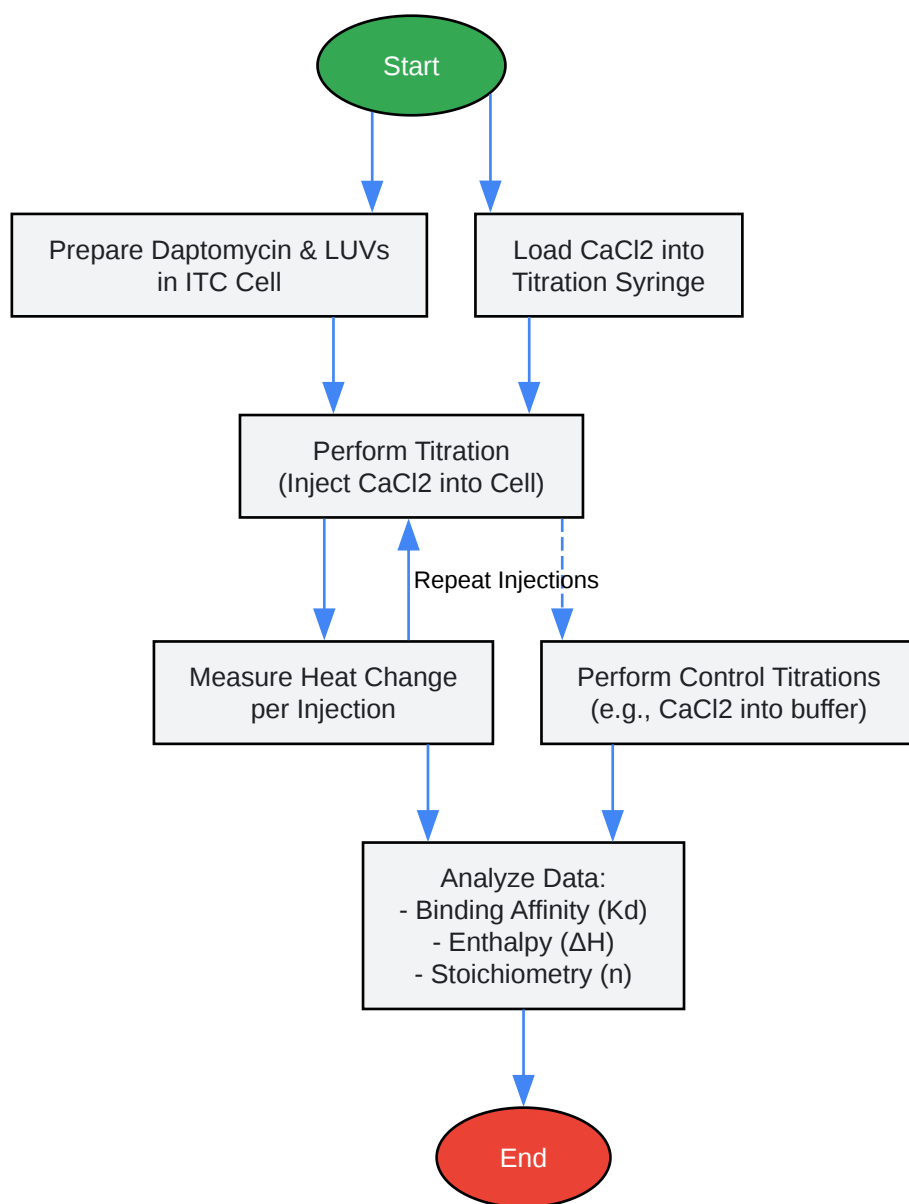 Start
Prepare Daptomycin & LUVs
in ITC Cell
Load CaCl2 into
Titration Syringe
Perform Titration
(Inject CaCl2 into Cell)
Repeat Injections
Measure Heat Change
per Injection
Perform Control Titrations
(e.g., CaCl2 into buffer)
Analyze Data:
- Binding Affinity (Kd)
- Enthalpy (ΔH)
- Stoichiometry (n)
End